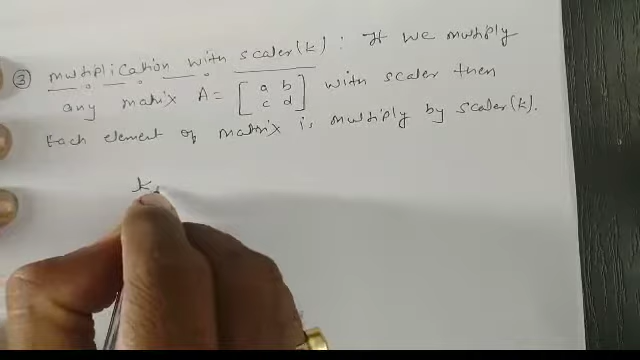 ③ multiplication with scaler(k) : If we multiply
any matrix A = [a b
c d] with scaler then
Each element of matrix is multiply by scaler(k).
k